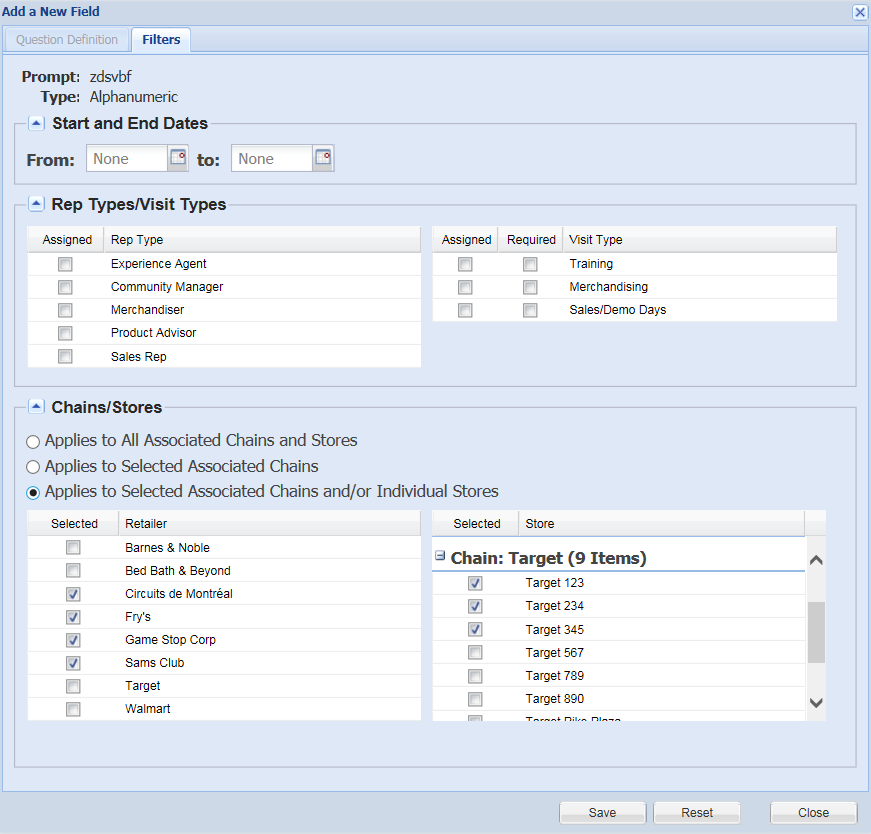 Add a New Field
Question Definition Filters
Prompt: zdsvbf
Type: Alphanumeric
Start and End Dates
From: None to: None
Rep Types/Visit Types
Assigned Rep Type
Experience Agent
Community Manager
Merchandiser
Product Advisor
Sales Rep
Assigned Required Visit Type
Training
Merchandising
Sales/Demo Days
Chains/Stores
Applies to All Associated Chains and Stores
Applies to Selected Associated Chains
Applies to Selected Associated Chains and/or Individual Stores
Selected Retailer
Barnes & Noble
Bed Bath & Beyond
Circuits de Montréal
Fry's
Game Stop Corp
Sams Club
Target
Walmart
Selected Store
Chain: Target (9 Items)
Target 123
Target 234
Target 345
Target 567
Target 789
Target 890
Target Pike Plaza
Save Reset Close